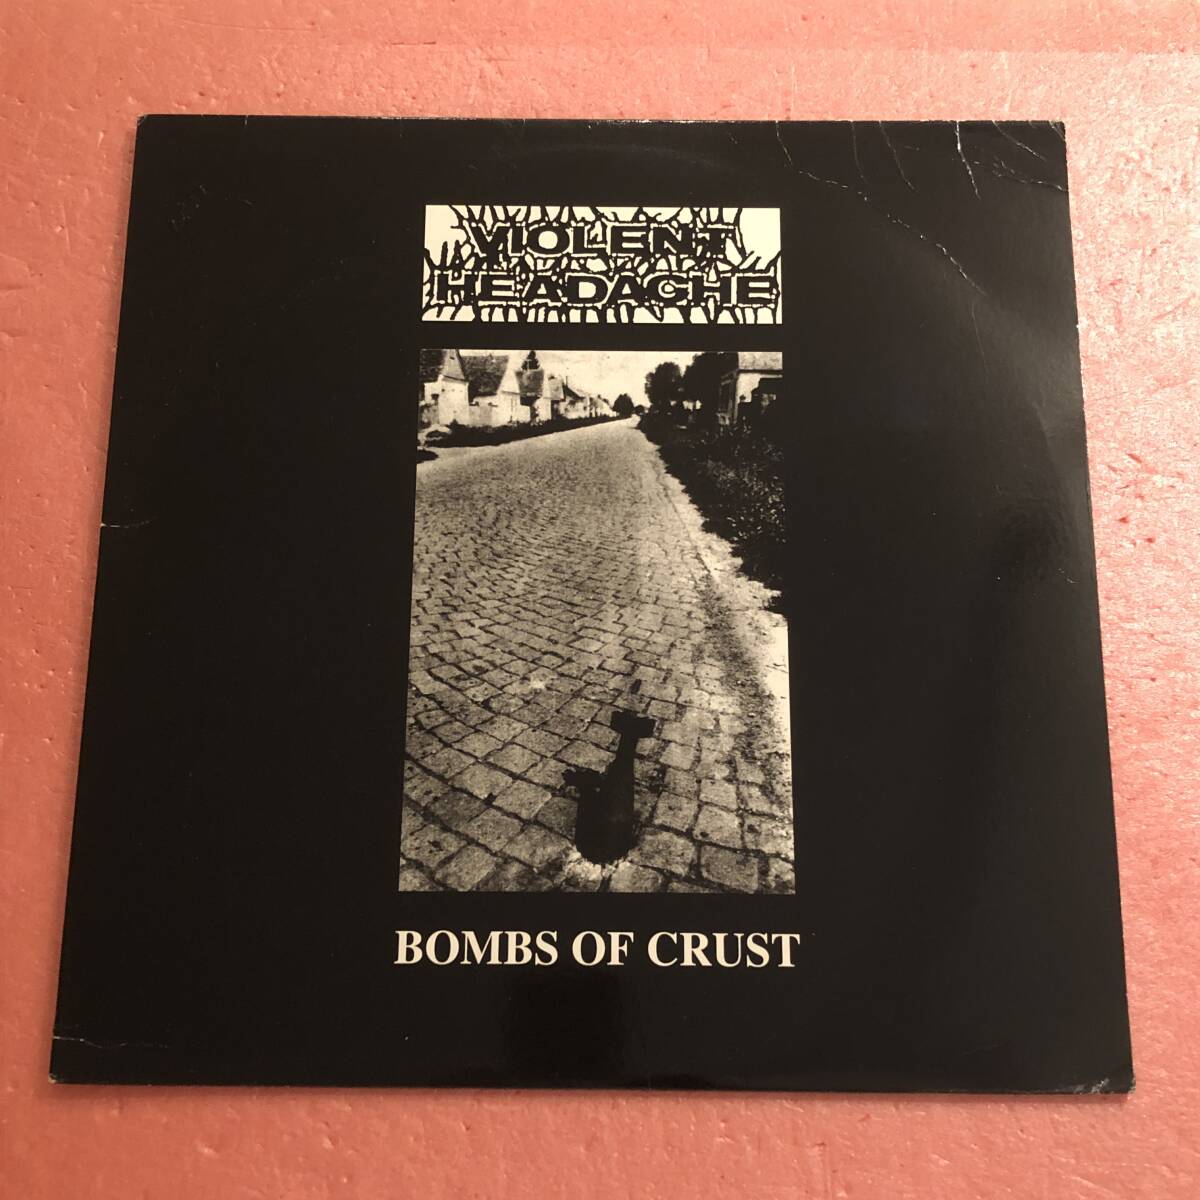 VIOLENT
HEADACHE
BOMBS OF CRUST